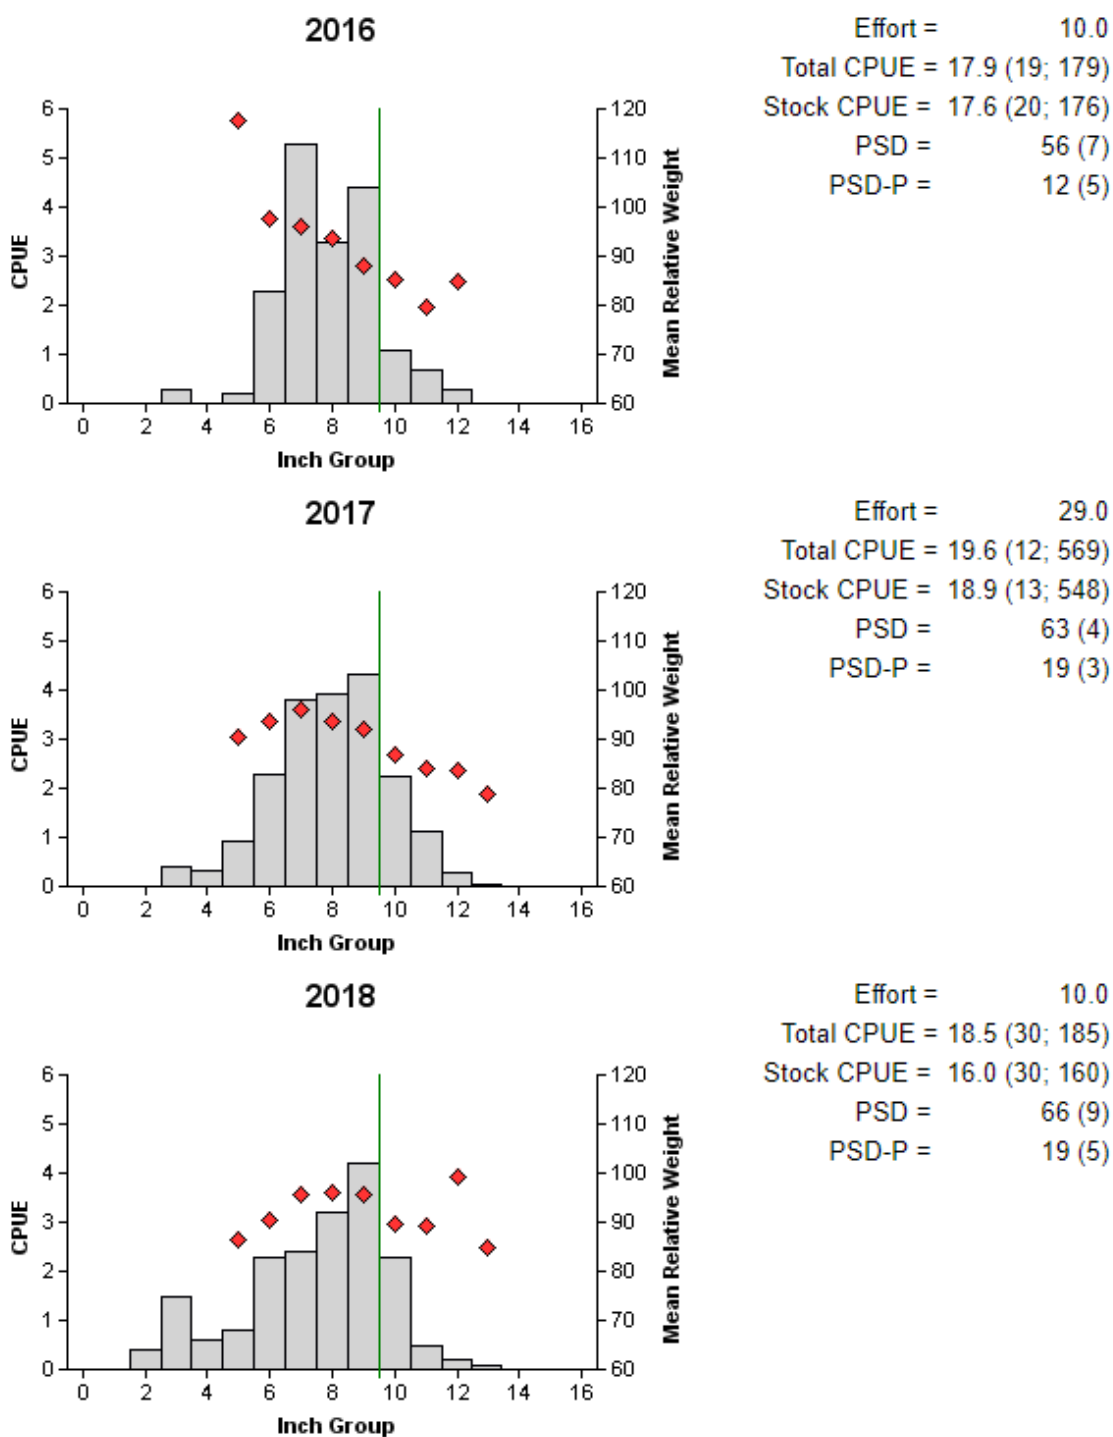 2016
Effort = 10.0
Total CPUE = 17.9 (19; 179)
Stock CPUE = 17.6 (20; 176)
PSD = 56 (7)
PSD-P = 12 (5)
6 120
5 110
4 100
3 90
2 80
1 70
0 60
CPUE
Mean Relative Weight
0 2 4 6 8 10 12 14 16
Inch Group
2017
Effort = 29.0
Total CPUE = 19.6 (12; 569)
Stock CPUE = 18.9 (13; 548)
PSD = 63 (4)
PSD-P = 19 (3)
6 120
5 110
4 100
3 90
2 80
1 70
0 60
CPUE
Mean Relative Weight
0 2 4 6 8 10 12 14 16
Inch Group
2018
Effort = 10.0
Total CPUE = 18.5 (30; 185)
Stock CPUE = 16.0 (30; 160)
PSD = 66 (9)
PSD-P = 19 (5)
6 120
5 110
4 100
3 90
2 80
1 70
0 60
CPUE
Mean Relative Weight
0 2 4 6 8 10 12 14 16
Inch Group